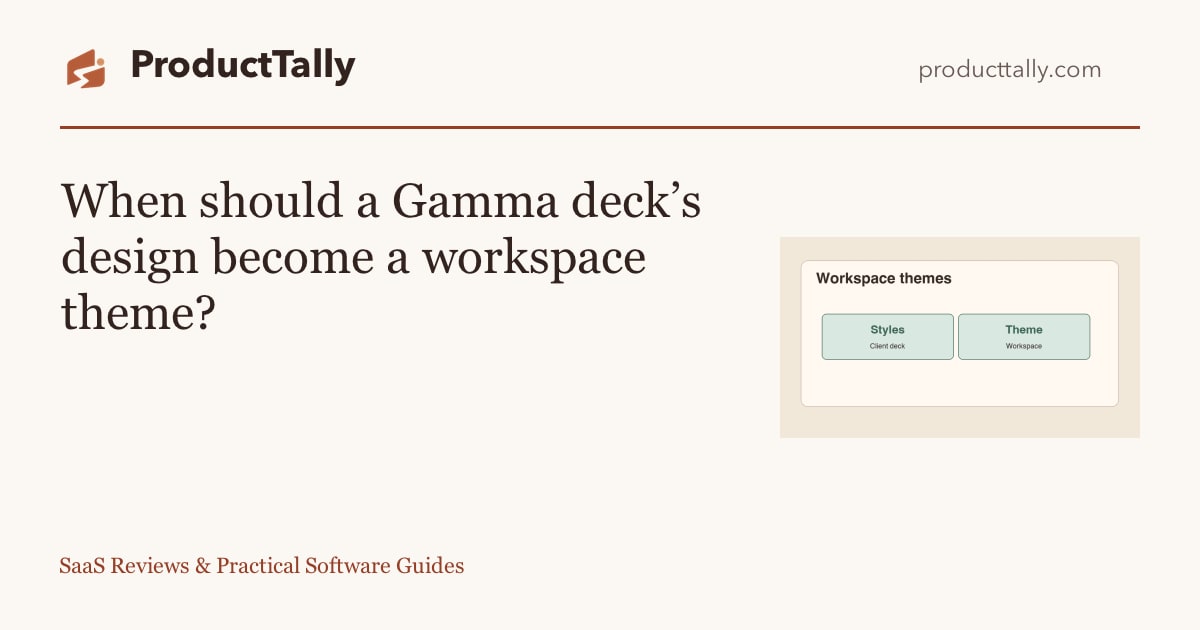 ProductTally
producttally.com
When should a Gamma deck’s
design become a workspace
theme?
Workspace themes
Styles
Client deck
Theme
Workspace
SaaS Reviews & Practical Software Guides